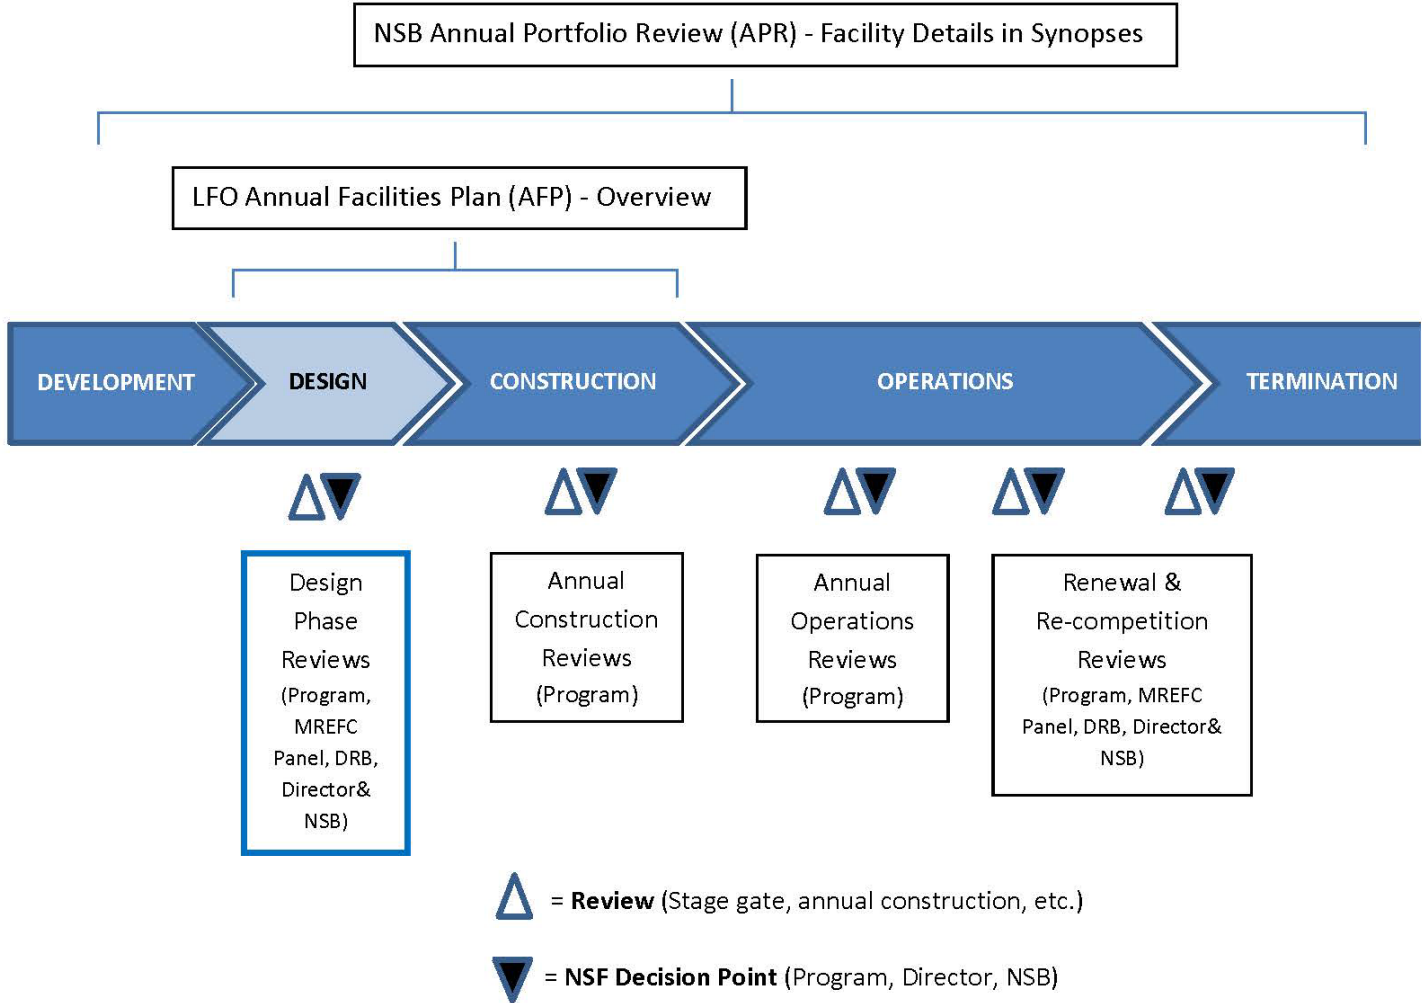 NSB Annual Portfolio Review (APR) - Facility Details in Synopses
LFO Annual Facilities Plan (AFP) - Overview
DEVELOPMENT
DESIGN
CONSTRUCTION
OPERATIONS
TERMINATION
Design
Phase
Reviews
(Program,
MREFC
Panel, DRB,
Director&
NSB)
Annual
Construction
Reviews
(Program)
Annual
Operations
Reviews
(Program)
Renewal &
Re-competition
Reviews
(Program, MREFC
Panel, DRB, Director&
NSB)
= Review (Stage gate, annual construction, etc.)
= NSF Decision Point (Program, Director, NSB)